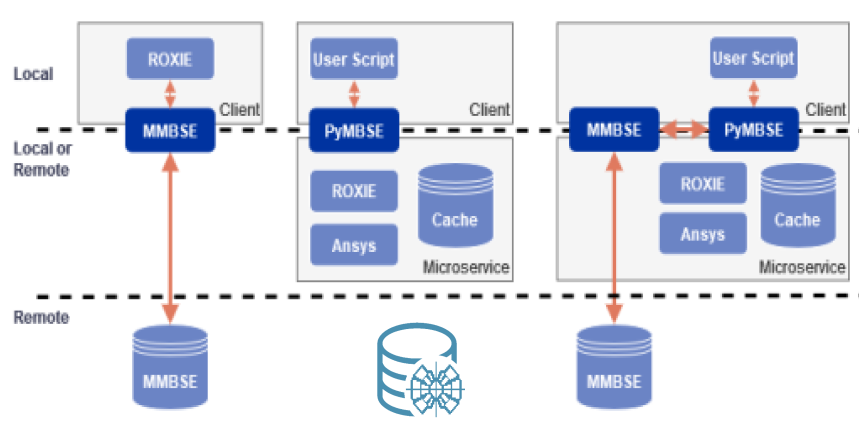 Local
ROXIE
Client
MMBSE
User Script
Client
PyMBSE
User Script
Client
MMBSE
PyMBSE
Local or
Remote
ROXIE
Ansys
Cache
Microservice
ROXIE
Ansys
Cache
Microservice
Remote
MMBSE
MMBSE